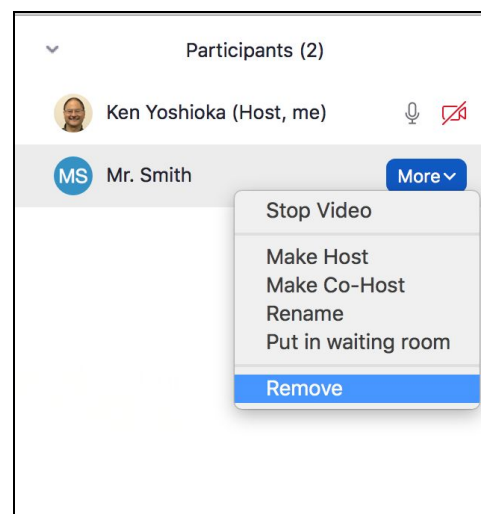 Participants (2)
Ken Yoshioka (Host, me)
MS Mr. Smith More
Stop Video
Make Host
Make Co-Host
Rename
Put in waiting room
Remove